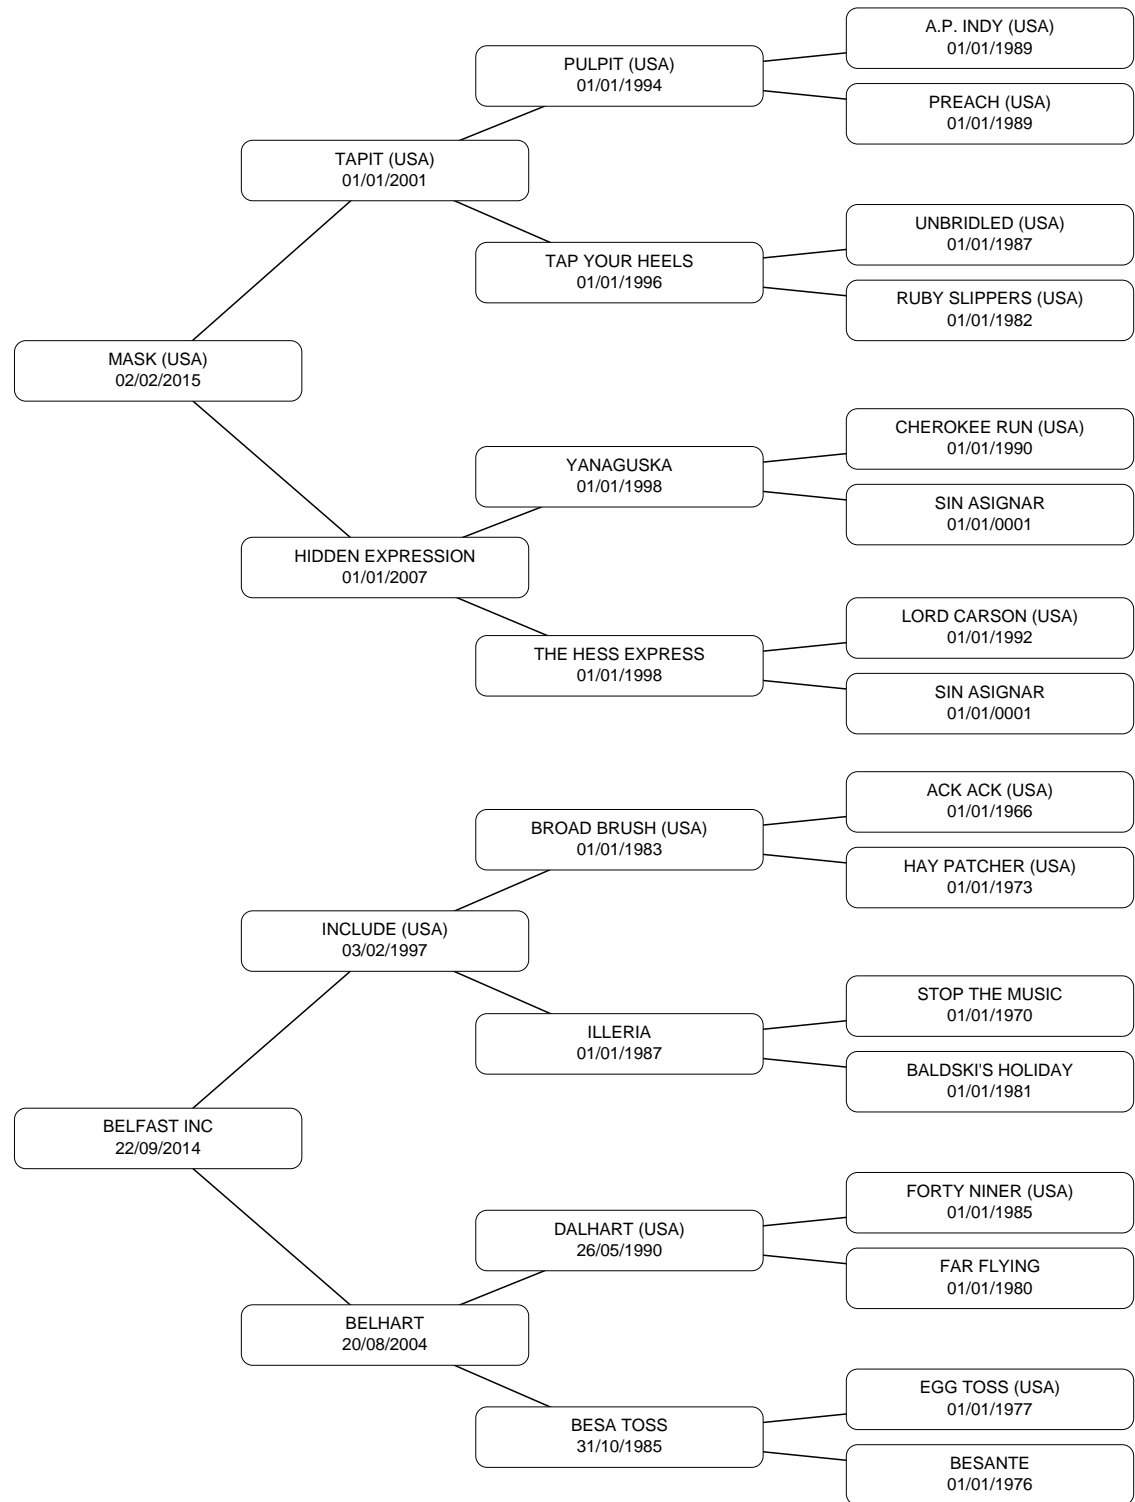 A.P. INDY (USA)
01/01/1989
PULPIT (USA)
01/01/1994
PREACH (USA)
01/01/1989
TAPIT (USA)
01/01/2001
UNBRIDLED (USA)
01/01/1987
TAP YOUR HEELS
01/01/1996
RUBY SLIPPERS (USA)
01/01/1982
MASK (USA)
02/02/2015
CHEROKEE RUN (USA)
01/01/1990
YANAGUSKA
01/01/1998
SIN ASIGNAR
01/01/0001
HIDDEN EXPRESSION
01/01/2007
LORD CARSON (USA)
01/01/1992
THE HESS EXPRESS
01/01/1998
SIN ASIGNAR
01/01/0001
ACK ACK (USA)
01/01/1966
BROAD BRUSH (USA)
01/01/1983
HAY PATCHER (USA)
01/01/1973
INCLUDE (USA)
03/02/1997
STOP THE MUSIC
01/01/1970
ILLERIA
01/01/1987
BALDSKI'S HOLIDAY
01/01/1981
BELFAST INC
22/09/2014
FORTY NINER (USA)
01/01/1985
DALHART (USA)
26/05/1990
FAR FLYING
01/01/1980
BELHART
20/08/2004
EGG TOSS (USA)
01/01/1977
BESA TOSS
31/10/1985
BESANTE
01/01/1976